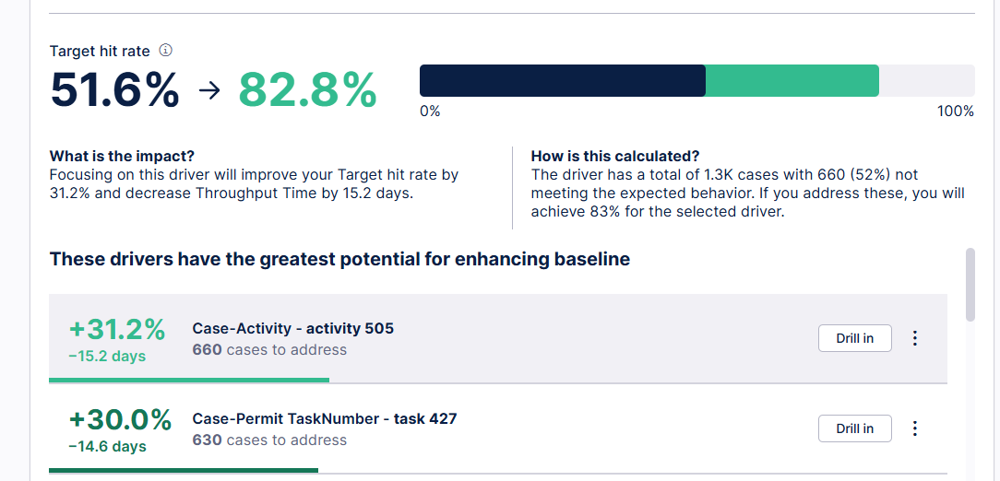 Target hit rate
51.6% → 82.8%
0%
100%
What is the impact?
Focusing on this driver will improve your Target hit rate by
31.2% and decrease Throughput Time by 15.2 days.
How is this calculated?
The driver has a total of 1.3K cases with 660 (52%) not
meeting the expected behavior. If you address these, you will
achieve 83% for the selected driver.
These drivers have the greatest potential for enhancing baseline
+31.2%
−15.2 days
Case-Activity - activity 505
660 cases to address
Drill in
+30.0%
−14.6 days
Case-Permit TaskNumber - task 427
630 cases to address
Drill in